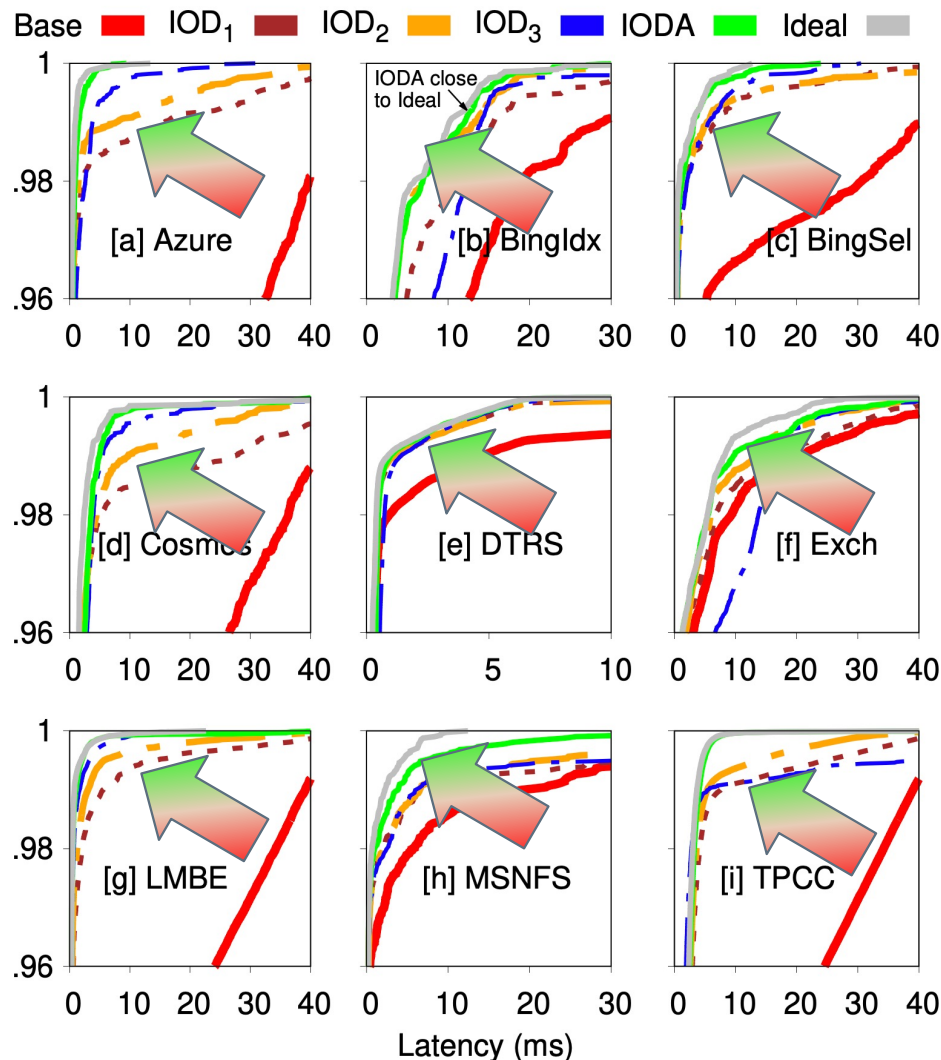 Base IOD₁ IOD₂ IOD₃ IODA Ideal
1
.98
.96
IODA close
to Ideal
[a] Azure
[b] BingIdx
[c] BingSel
0 10 20 30 40
0 10 20 30
0 10 20 30 40
1
.98
.96
[d] Cosmos
[e] DTRS
[f] Exch
0 10 20 30 40
0 5 10
0 10 20 30 40
1
.98
.96
[g] LMBE
[h] MSNFS
[i] TPCC
0 10 20 30 40
0 10 20 30
0 10 20 30 40
Latency (ms)